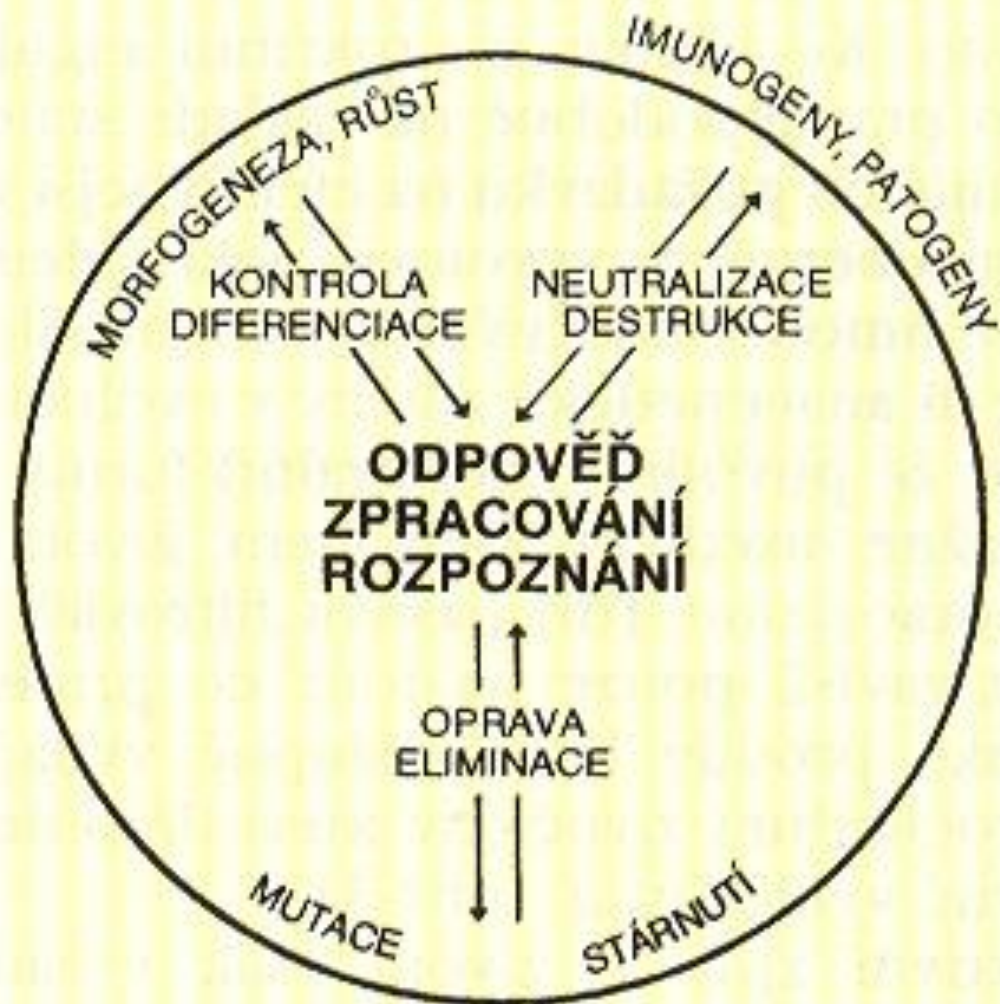 IMUNOGENY, PATOGENY
MORFOGENEZA, RŮST
KONTROLA
DIFERENCIACE
NEUTRALIZACE
DESTRUKCE
ODPOVĚĎ
ZPRACOVÁNÍ
ROZPOZNÁNÍ
OPRAVA
ELIMINACE
MUTACE
STÁRNUTÍ